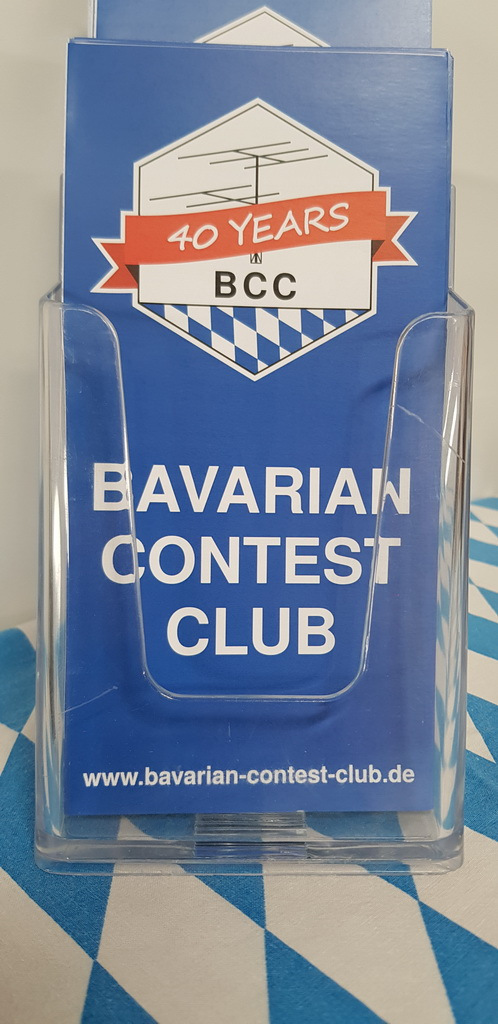 40 YEARS
BCC
BAVARIAN
CONTEST
CLUB
www.bavarian-contest-club.de